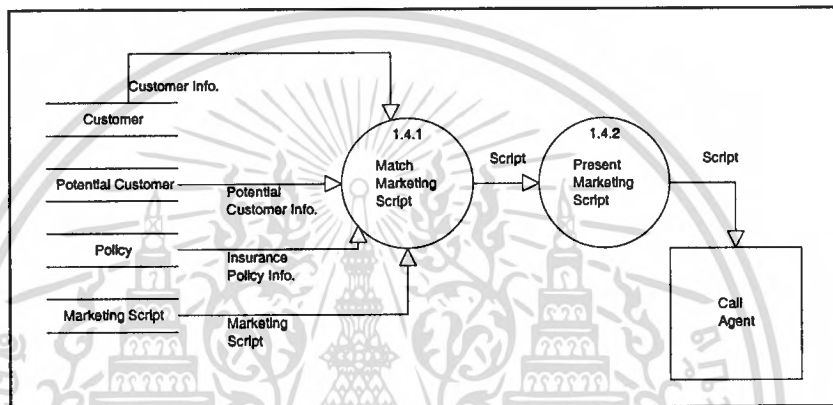 Customer Info.
Customer
Potential Customer
Potential
Customer Info.
Policy
Insurance
Policy Info.
Marketing Script
Marketing
Script
1.4.1
Match
Marketing
Script
Script
1.4.2
Present
Marketing
Script
Script
Call
Agent